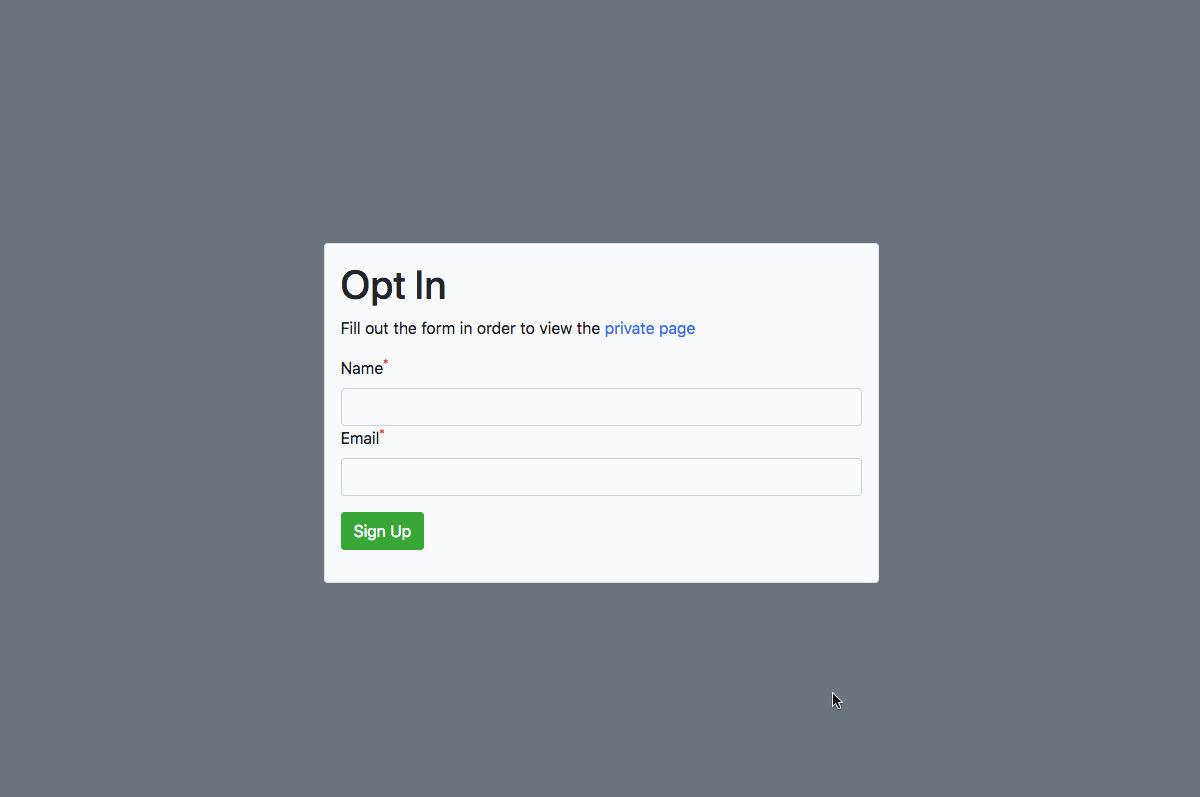 Opt In
Fill out the form in order to view the private page
Name*
Email*
Sign Up